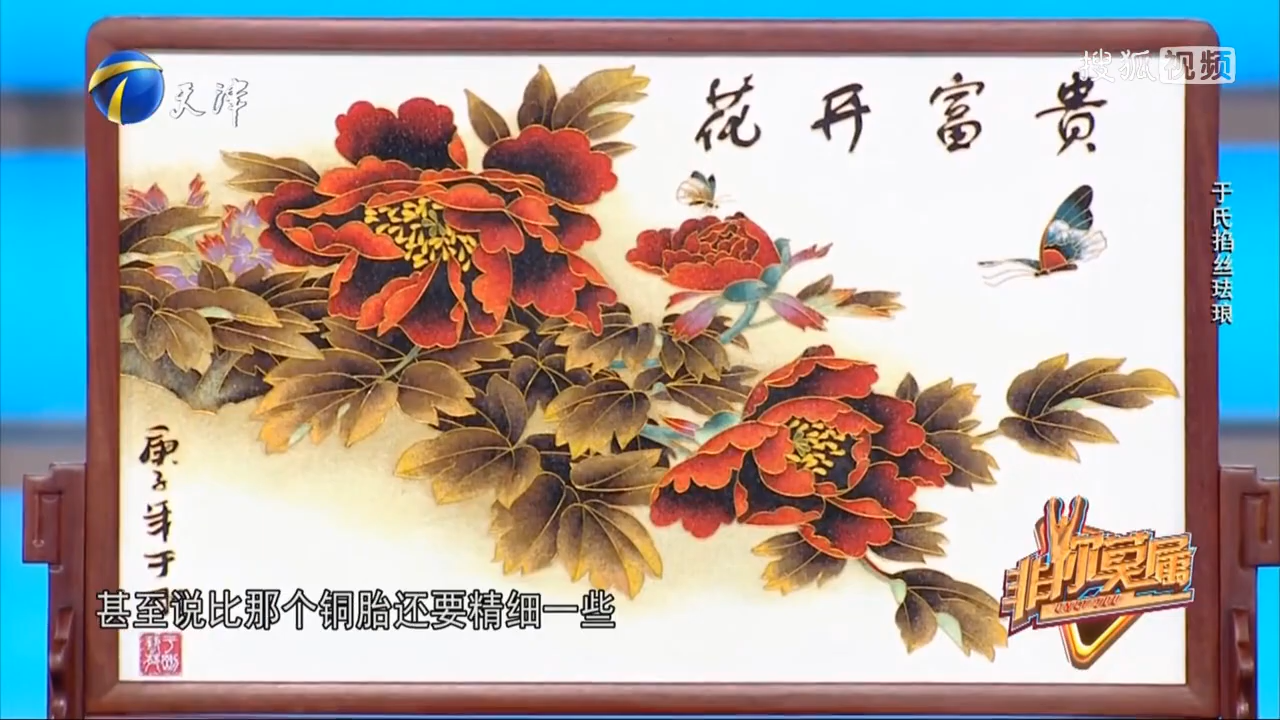 天津
搜狐视频
花开富贵
于氏掐丝珐琅
庚子年于
甚至说比那个铜胎还要精细一些
非你莫属